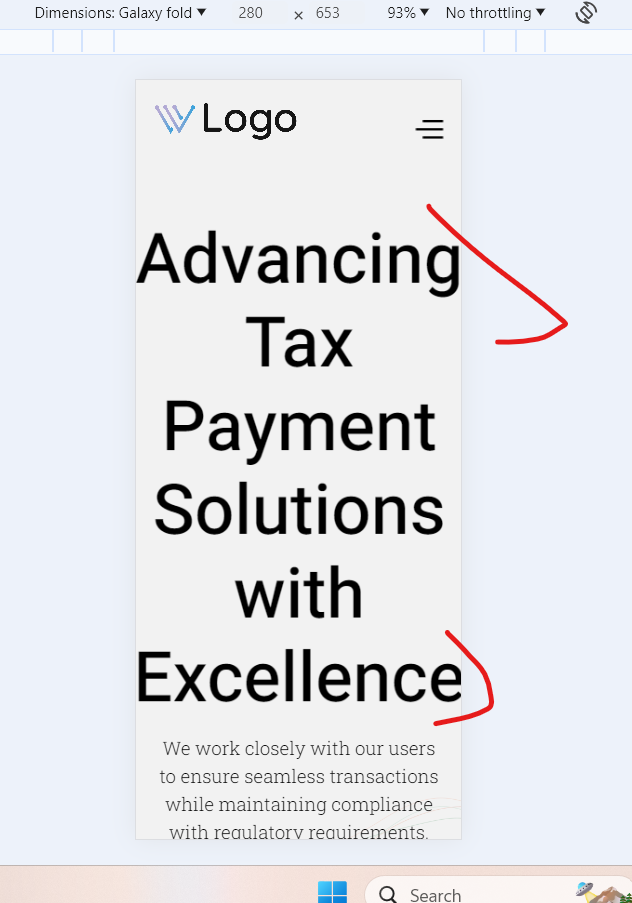 Dimensions: Galaxy fold ▼ 280 × 653 93% ▼ No throttling ▼
Logo
Advancing
Tax
Payment
Solutions
with
Excellence
We work closely with our users
to ensure seamless transactions
while maintaining compliance
with regulatory requirements.
Search